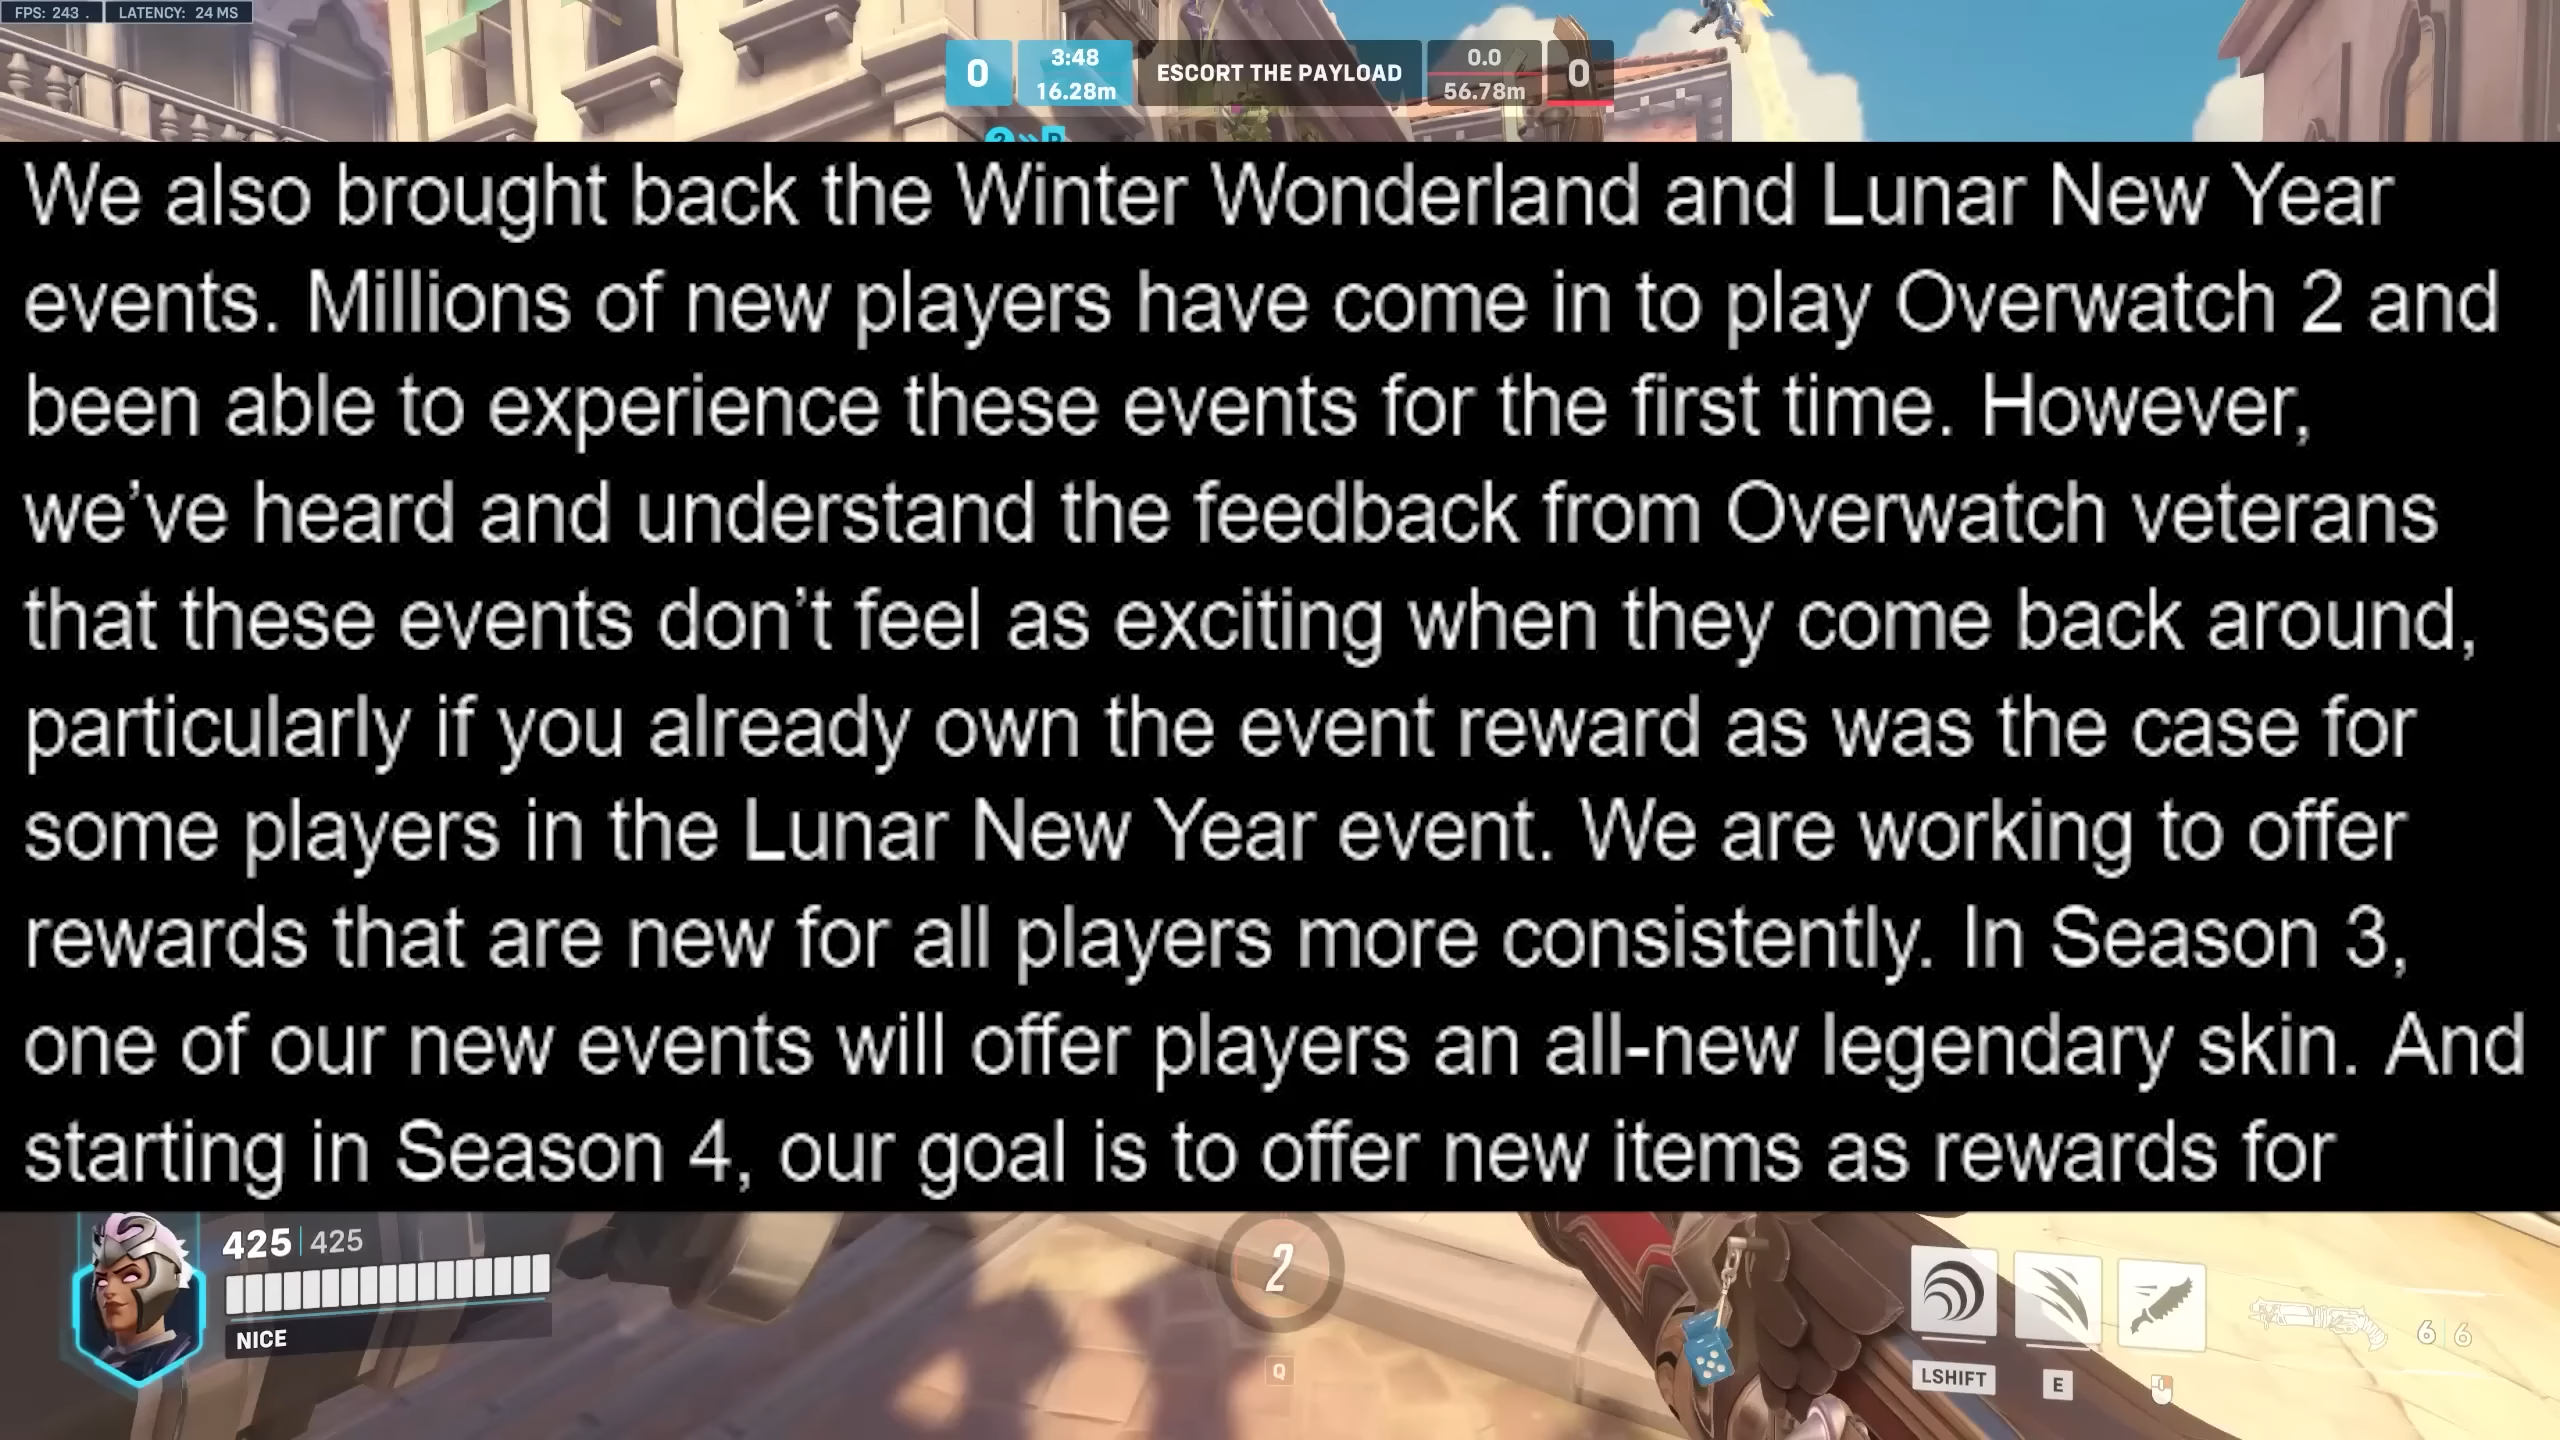 FPS: 243 . LATENCY: 24 MS
0 3:48 ESCORT THE PAYLOAD 0.0 0
16.28m 56.78m
We also brought back the Winter Wonderland and Lunar New Year
events. Millions of new players have come in to play Overwatch 2 and
been able to experience these events for the first time. However,
we’ve heard and understand the feedback from Overwatch veterans
that these events don’t feel as exciting when they come back around,
particularly if you already own the event reward as was the case for
some players in the Lunar New Year event. We are working to offer
rewards that are new for all players more consistently. In Season 3,
one of our new events will offer players an all-new legendary skin. And
starting in Season 4, our goal is to offer new items as rewards for
425 | 425 2
NICE 6 | 6
Q LSHIFT E